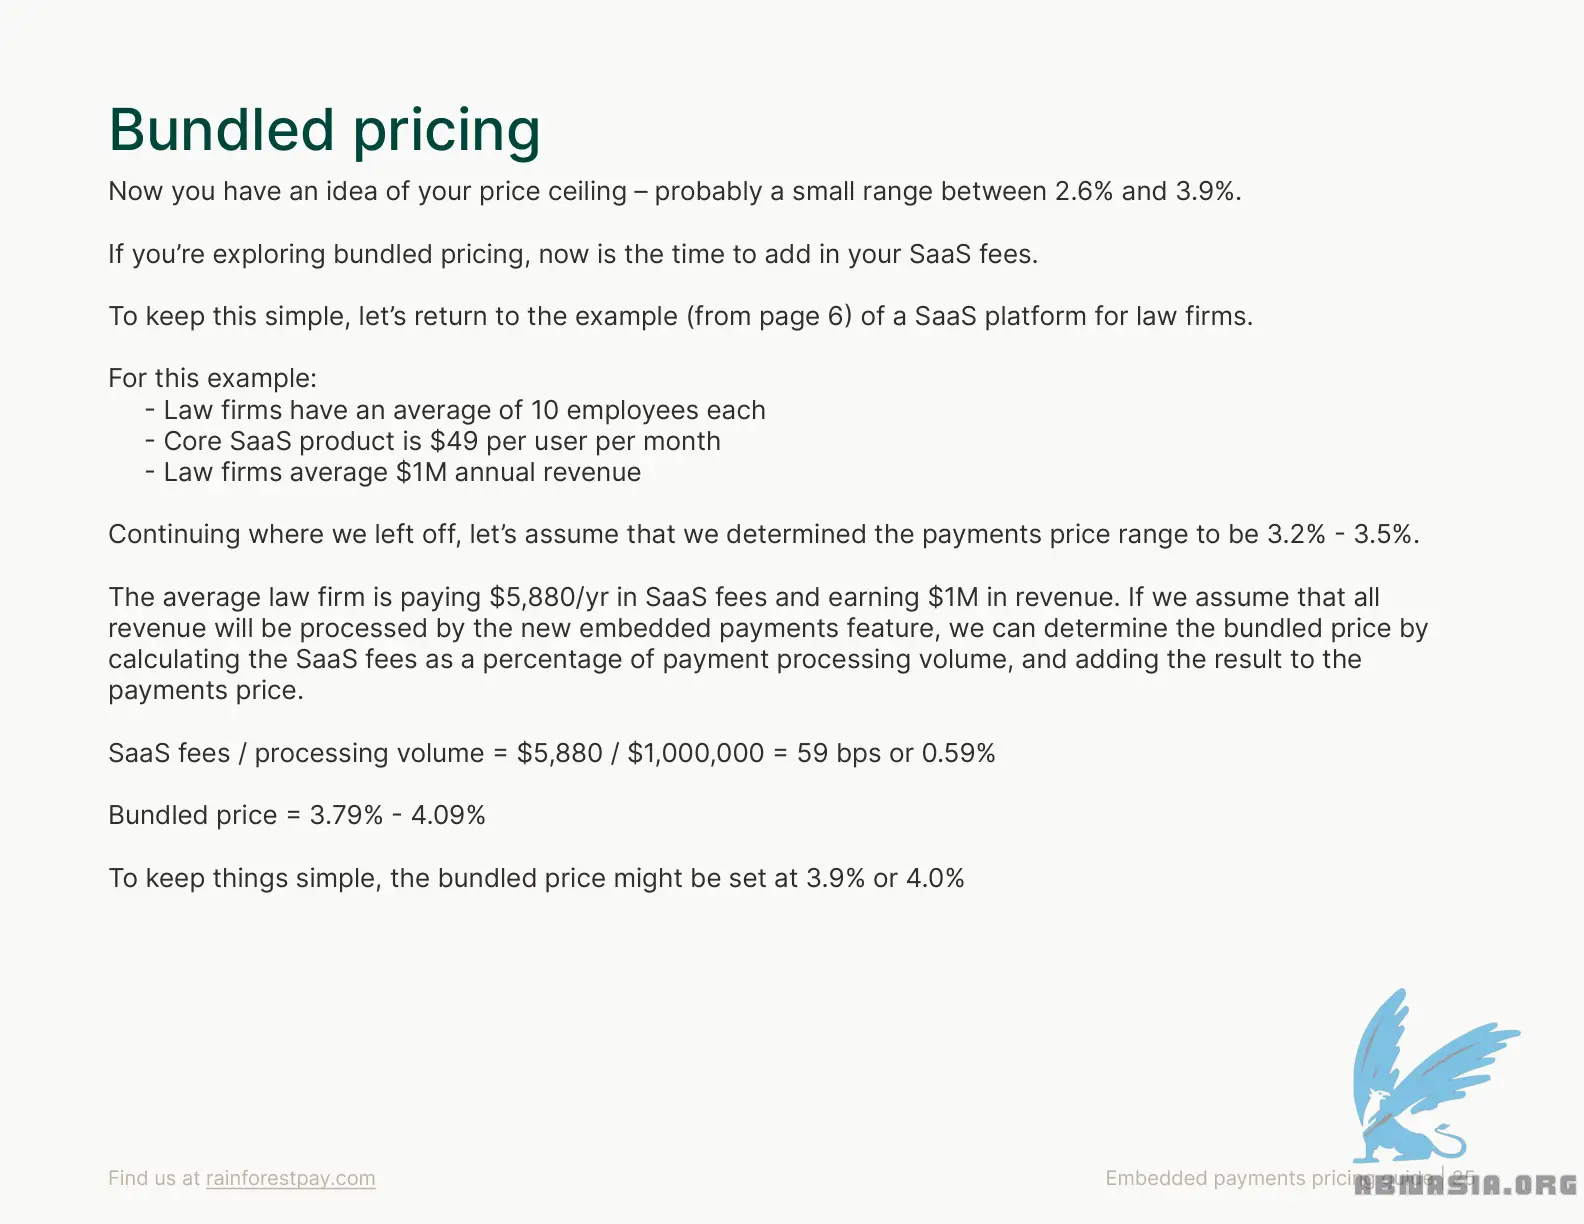 Bundled pricing
Now you have an idea of your price ceiling – probably a small range between 2.6% and 3.9%.
If you’re exploring bundled pricing, now is the time to add in your SaaS fees.
To keep this simple, let’s return to the example (from page 6) of a SaaS platform for law firms.
For this example:
- Law firms have an average of 10 employees each
- Core SaaS product is $49 per user per month
- Law firms average $1M annual revenue
Continuing where we left off, let’s assume that we determined the payments price range to be 3.2% - 3.5%.
The average law firm is paying $5,880/yr in SaaS fees and earning $1M in revenue. If we assume that all
revenue will be processed by the new embedded payments feature, we can determine the bundled price by
calculating the SaaS fees as a percentage of payment processing volume, and adding the result to the
payments price.
SaaS fees / processing volume = $5,880 / $1,000,000 = 59 bps or 0.59%
Bundled price = 3.79% - 4.09%
To keep things simple, the bundled price might be set at 3.9% or 4.0%
Find us at rainforestpay.com
Embedded payments pricing guide | 25